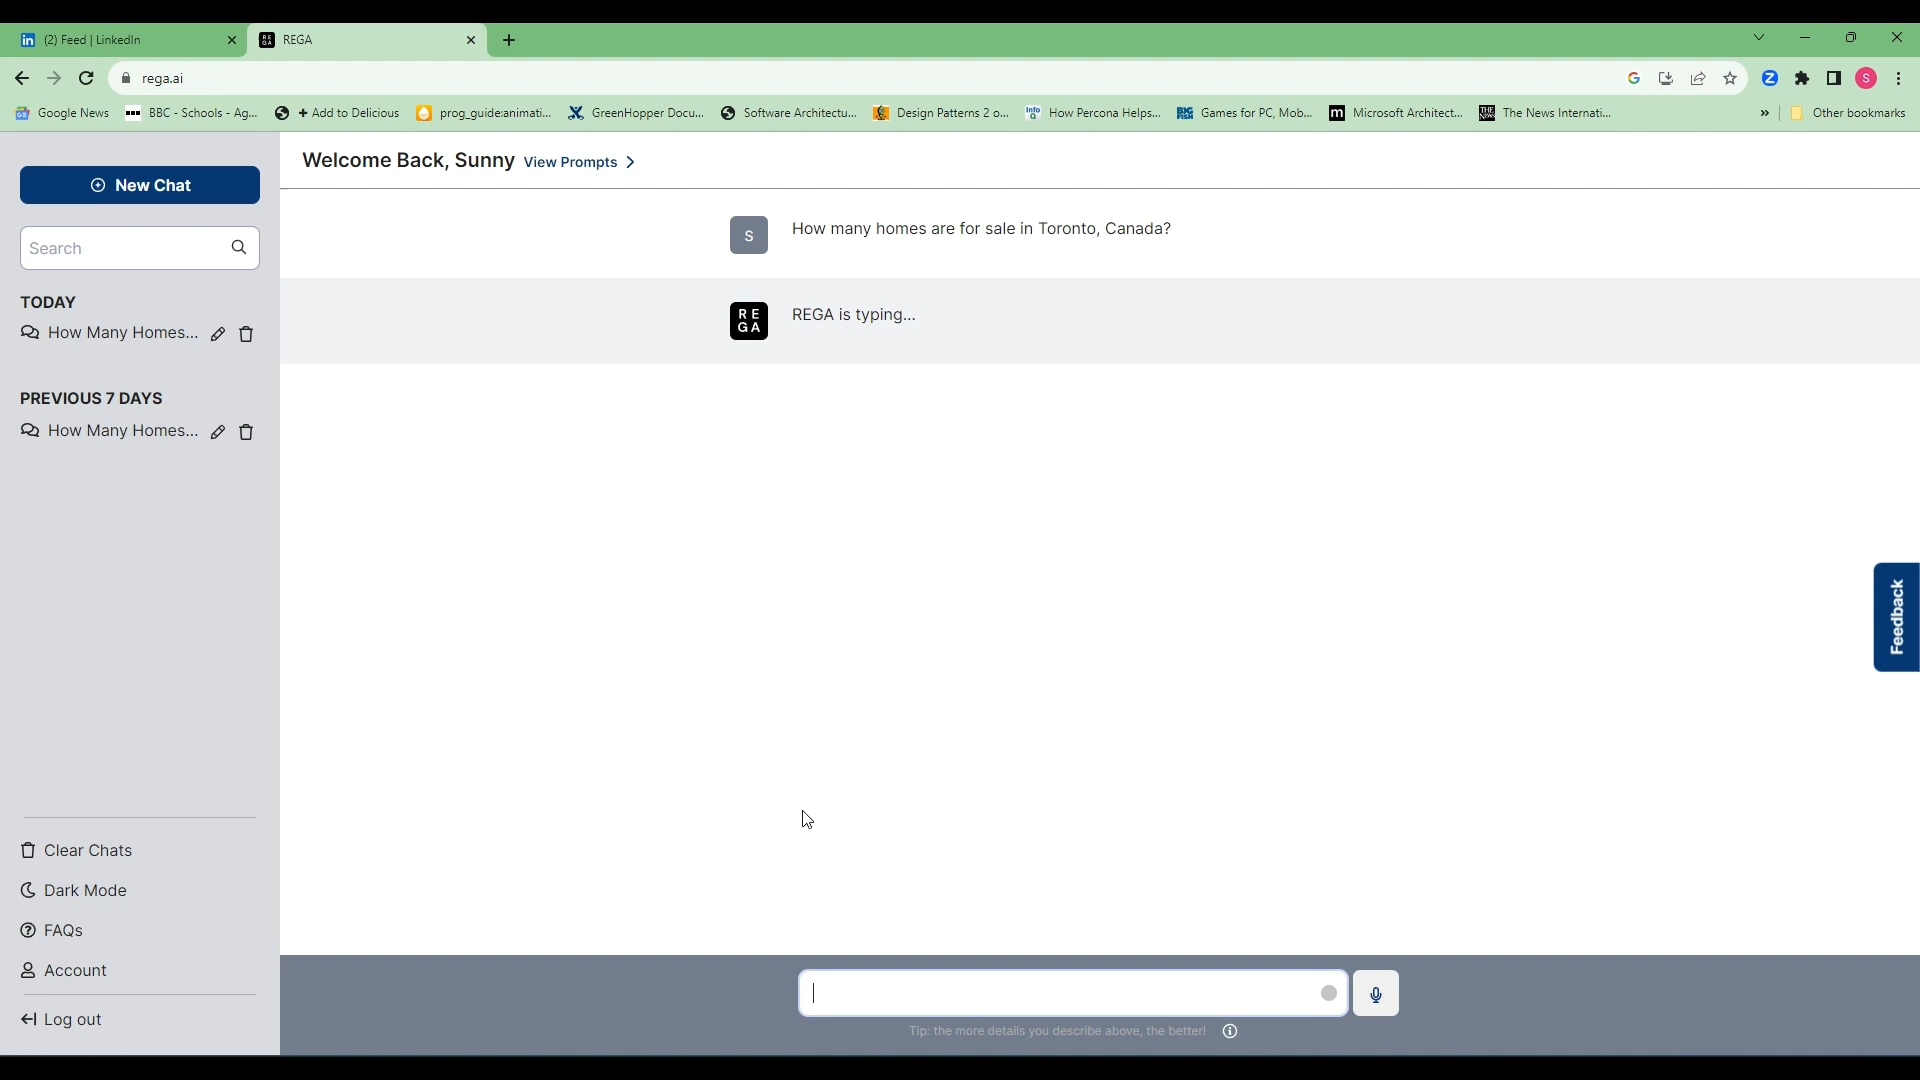 (2) Feed | LinkedIn
RE GA REGA
rega.ai
G Z S
Google News
BBC - Schools - Ag...
+ Add to Delicious
prog_guide:animati...
GreenHopper Docu...
Software Architectu...
Design Patterns 2 o...
How Percona Helps...
Games for PC, Mob...
Microsoft Architect...
The News Internati...
»
Other bookmarks
New Chat
Search
TODAY
How Many Homes...
PREVIOUS 7 DAYS
How Many Homes...
Clear Chats
Dark Mode
FAQs
Account
Log out
Welcome Back, Sunny View Prompts >
S How many homes are for sale in Toronto, Canada?
RE
GA
REGA is typing...
Feedback
Tip: the more details you describe above, the better!